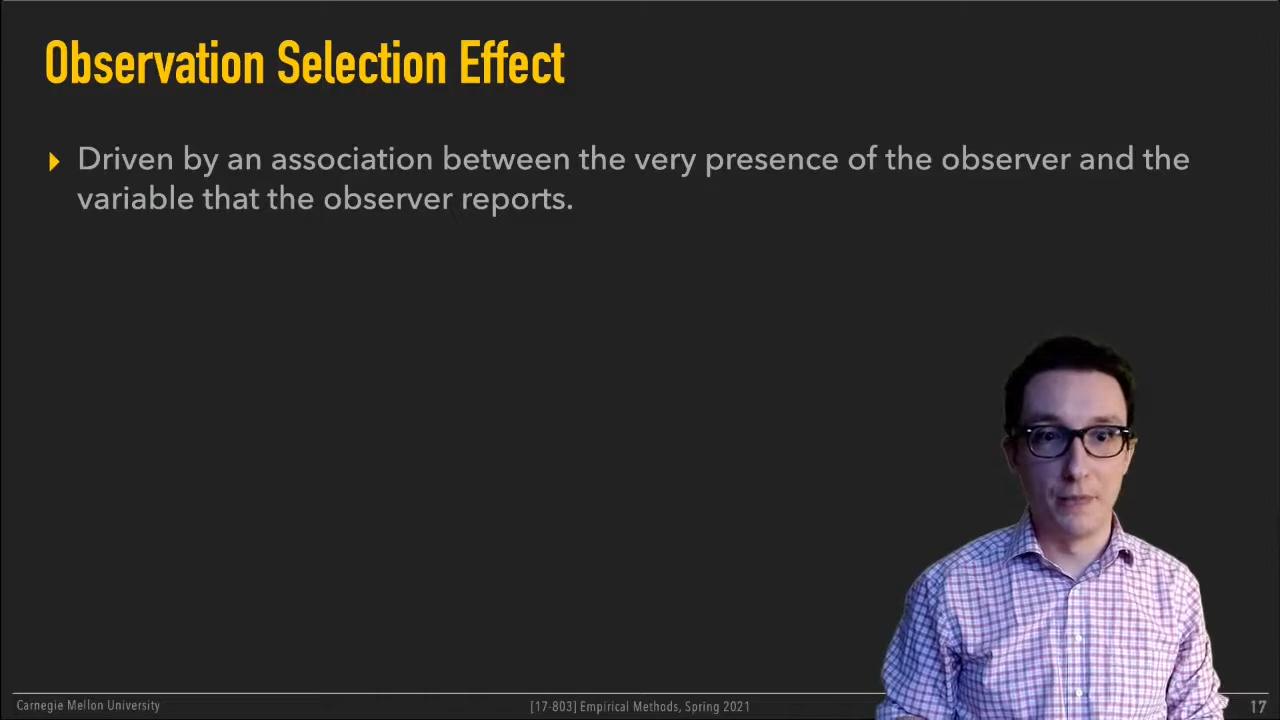 Observation Selection Effect
Driven by an association between the very presence of the observer and the
variable that the observer reports.
Carnegie Mellon University
[17-803] Empirical Methods, Spring 2021
17